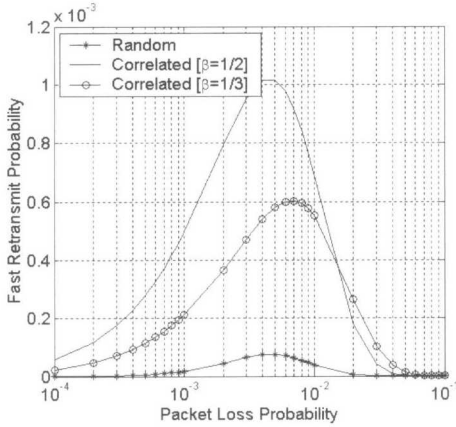 x 10^-3
1.2
1
0.8
0.6
0.4
0.2
0
Fast Retransmit Probability
Random
Correlated [β=1/2]
Correlated [β=1/3]
10^-4
10^-3
10^-2
10^-1
Packet Loss Probability